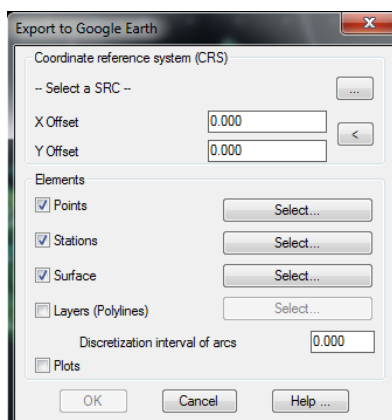 Export to Google Earth
Coordinate reference system (CRS)
-- Select a SRC --
...
X Offset 0.000
<
Y Offset 0.000
Elements
Points Select...
Stations Select...
Surface Select...
Layers (Polylines) Select...
Discretization interval of arcs 0.000
Plots
OK Cancel Help ...